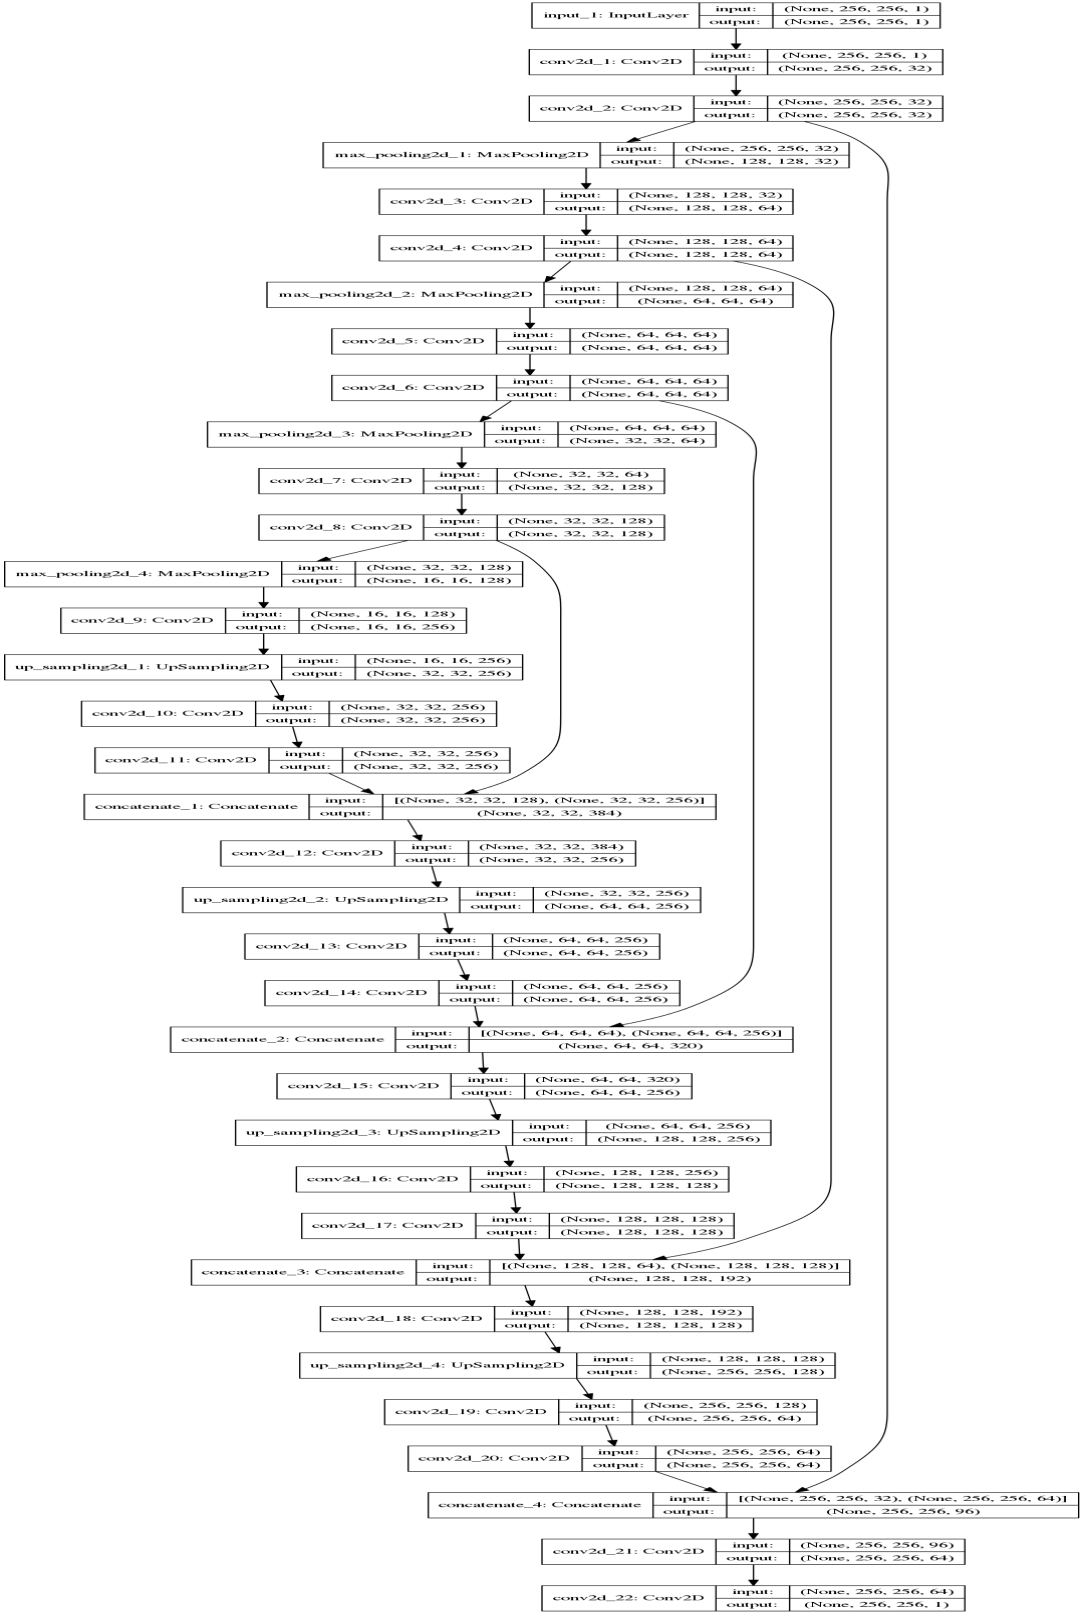 input_1: InputLayer input: (None, 256, 256, 1)
output: (None, 256, 256, 1)
conv2d_1: Conv2D input: (None, 256, 256, 1)
output: (None, 256, 256, 32)
conv2d_2: Conv2D input: (None, 256, 256, 32)
output: (None, 256, 256, 32)
max_pooling2d_1: MaxPooling2D input: (None, 256, 256, 32)
output: (None, 128, 128, 32)
conv2d_3: Conv2D input: (None, 128, 128, 32)
output: (None, 128, 128, 64)
conv2d_4: Conv2D input: (None, 128, 128, 64)
output: (None, 128, 128, 64)
max_pooling2d_2: MaxPooling2D input: (None, 128, 128, 64)
output: (None, 64, 64, 64)
conv2d_5: Conv2D input: (None, 64, 64, 64)
output: (None, 64, 64, 64)
conv2d_6: Conv2D input: (None, 64, 64, 64)
output: (None, 64, 64, 64)
max_pooling2d_3: MaxPooling2D input: (None, 64, 64, 64)
output: (None, 32, 32, 64)
conv2d_7: Conv2D input: (None, 32, 32, 64)
output: (None, 32, 32, 128)
conv2d_8: Conv2D input: (None, 32, 32, 128)
output: (None, 32, 32, 128)
max_pooling2d_4: MaxPooling2D input: (None, 32, 32, 128)
output: (None, 16, 16, 128)
conv2d_9: Conv2D input: (None, 16, 16, 128)
output: (None, 16, 16, 256)
up_sampling2d_1: UpSampling2D input: (None, 16, 16, 256)
output: (None, 32, 32, 256)
conv2d_10: Conv2D input: (None, 32, 32, 256)
output: (None, 32, 32, 256)
conv2d_11: Conv2D input: (None, 32, 32, 256)
output: (None, 32, 32, 256)
concatenate_1: Concatenate input: [(None, 32, 32, 128), (None, 32, 32, 256)]
output: (None, 32, 32, 384)
conv2d_12: Conv2D input: (None, 32, 32, 384)
output: (None, 32, 32, 256)
up_sampling2d_2: UpSampling2D input: (None, 32, 32, 256)
output: (None, 64, 64, 256)
conv2d_13: Conv2D input: (None, 64, 64, 256)
output: (None, 64, 64, 256)
conv2d_14: Conv2D input: (None, 64, 64, 256)
output: (None, 64, 64, 256)
concatenate_2: Concatenate input: [(None, 64, 64, 64), (None, 64, 64, 256)]
output: (None, 64, 64, 320)
conv2d_15: Conv2D input: (None, 64, 64, 320)
output: (None, 64, 64, 256)
up_sampling2d_3: UpSampling2D input: (None, 64, 64, 256)
output: (None, 128, 128, 256)
conv2d_16: Conv2D input: (None, 128, 128, 256)
output: (None, 128, 128, 128)
conv2d_17: Conv2D input: (None, 128, 128, 128)
output: (None, 128, 128, 128)
concatenate_3: Concatenate input: [(None, 128, 128, 64), (None, 128, 128, 128)]
output: (None, 128, 128, 192)
conv2d_18: Conv2D input: (None, 128, 128, 192)
output: (None, 128, 128, 128)
up_sampling2d_4: UpSampling2D input: (None, 128, 128, 128)
output: (None, 256, 256, 128)
conv2d_19: Conv2D input: (None, 256, 256, 128)
output: (None, 256, 256, 64)
conv2d_20: Conv2D input: (None, 256, 256, 64)
output: (None, 256, 256, 64)
concatenate_4: Concatenate input: [(None, 256, 256, 32), (None, 256, 256, 64)]
output: (None, 256, 256, 96)
conv2d_21: Conv2D input: (None, 256, 256, 96)
output: (None, 256, 256, 64)
conv2d_22: Conv2D input: (None, 256, 256, 64)
output: (None, 256, 256, 1)